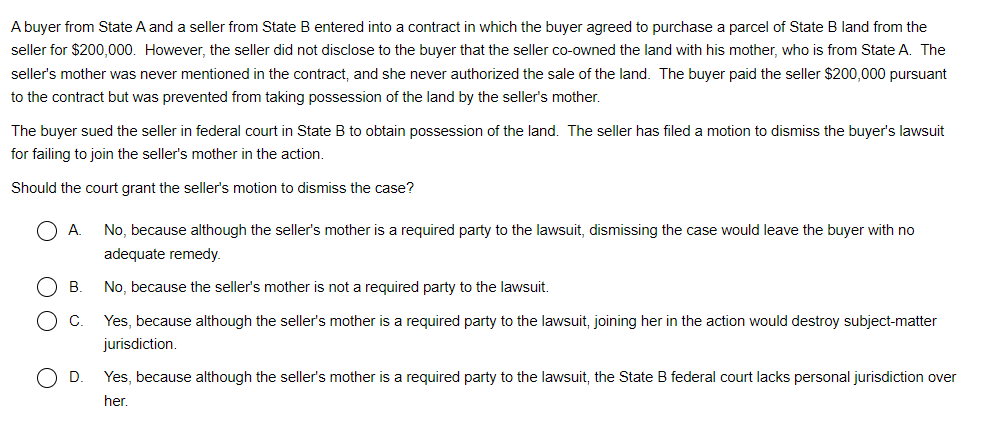 A buyer from State A and a seller from State B entered into a contract in which the buyer agreed to purchase a parcel of State B land from the
seller for $200,000.  However, the seller did not disclose to the buyer that the seller co-owned the land with his mother, who is from State A.  The
seller's mother was never mentioned in the contract, and she never authorized the sale of the land.  The buyer paid the seller $200,000 pursuant
to the contract but was prevented from taking possession of the land by the seller's mother.
The buyer sued the seller in federal court in State B to obtain possession of the land.  The seller has filed a motion to dismiss the buyer's lawsuit
for failing to join the seller's mother in the action.
Should the court grant the seller's motion to dismiss the case?
A. No, because although the seller's mother is a required party to the lawsuit, dismissing the case would leave the buyer with no
adequate remedy.
B. No, because the seller's mother is not a required party to the lawsuit.
C. Yes, because although the seller's mother is a required party to the lawsuit, joining her in the action would destroy subject-matter
jurisdiction.
D. Yes, because although the seller's mother is a required party to the lawsuit, the State B federal court lacks personal jurisdiction over
her.